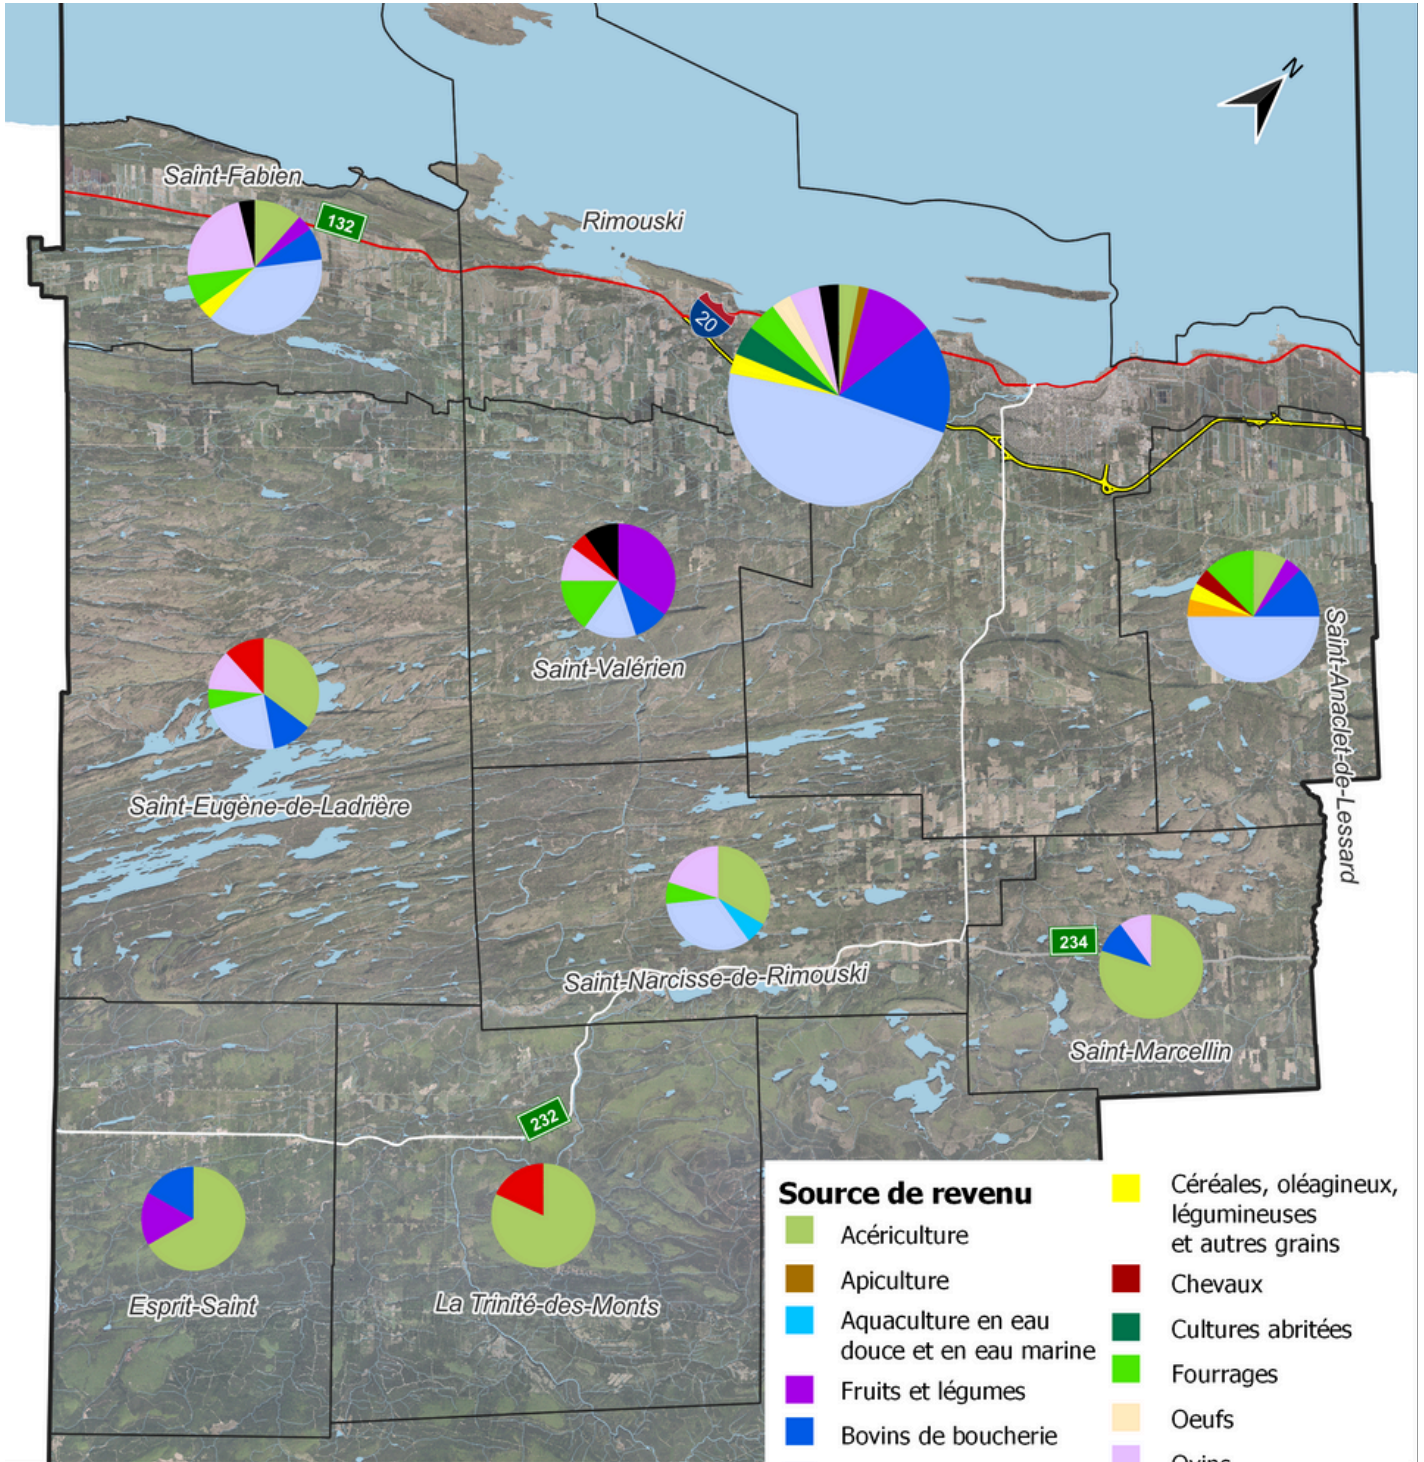 N
Saint-Fabien
132
Rimouski
20
Saint-Valérien
Saint-Anaclet-de-Lessard
Saint-Eugène-de-Ladrière
234
Saint-Narcisse-de-Rimouski
Saint-Marcellin
232
Esprit-Saint
La Trinité-des-Monts
Source de revenu
Acériculture
Apiculture
Aquaculture en eau
douce et en eau marine
Fruits et légumes
Bovins de boucherie
Céréales, oléagineux,
légumineuses
et autres grains
Chevaux
Cultures abritées
Fourrages
Oeufs